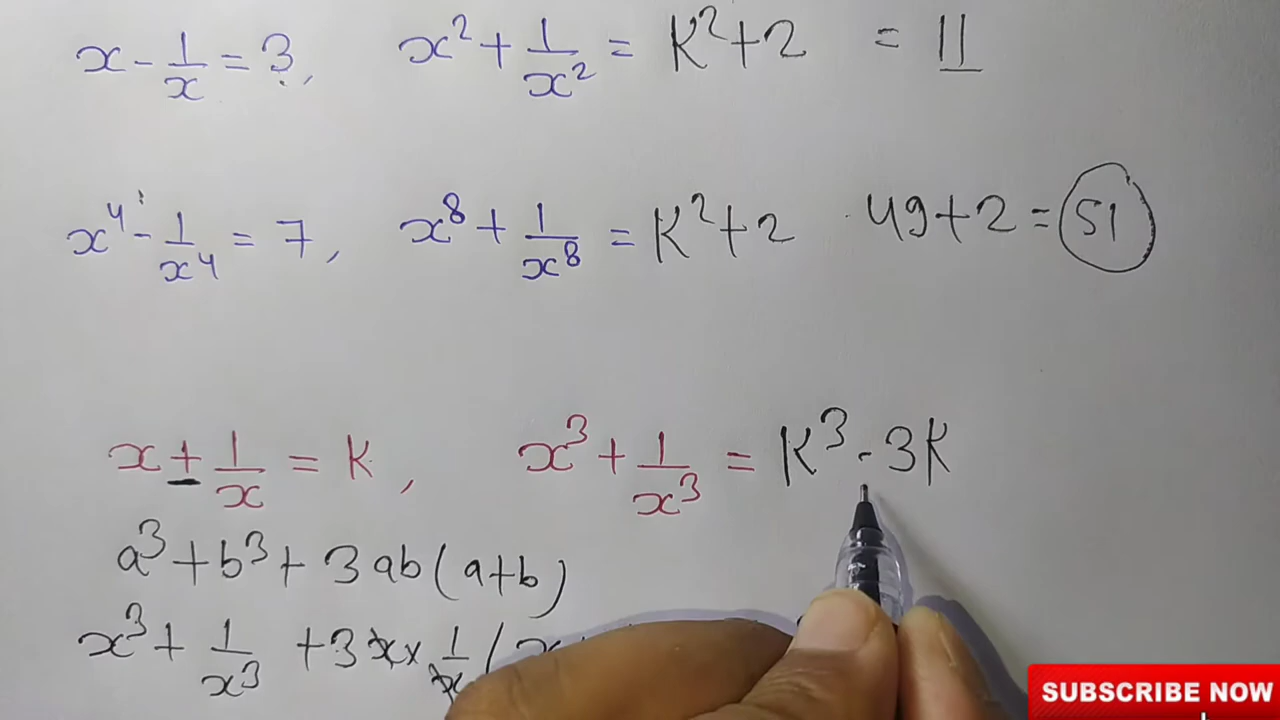 x - 1/x = 3, x² + 1/x² = K² + 2 = 11
x⁴ - 1/x⁴ = 7, x⁸ + 1/x⁸ = K² + 2 49 + 2 = 51
x ± 1/x = K, x³ + 1/x³ = K³ - 3K
a³ + b³ + 3ab(a+b)
x³ + 1/x³ + 3x × 1/x (x
SUBSCRIBE NOW